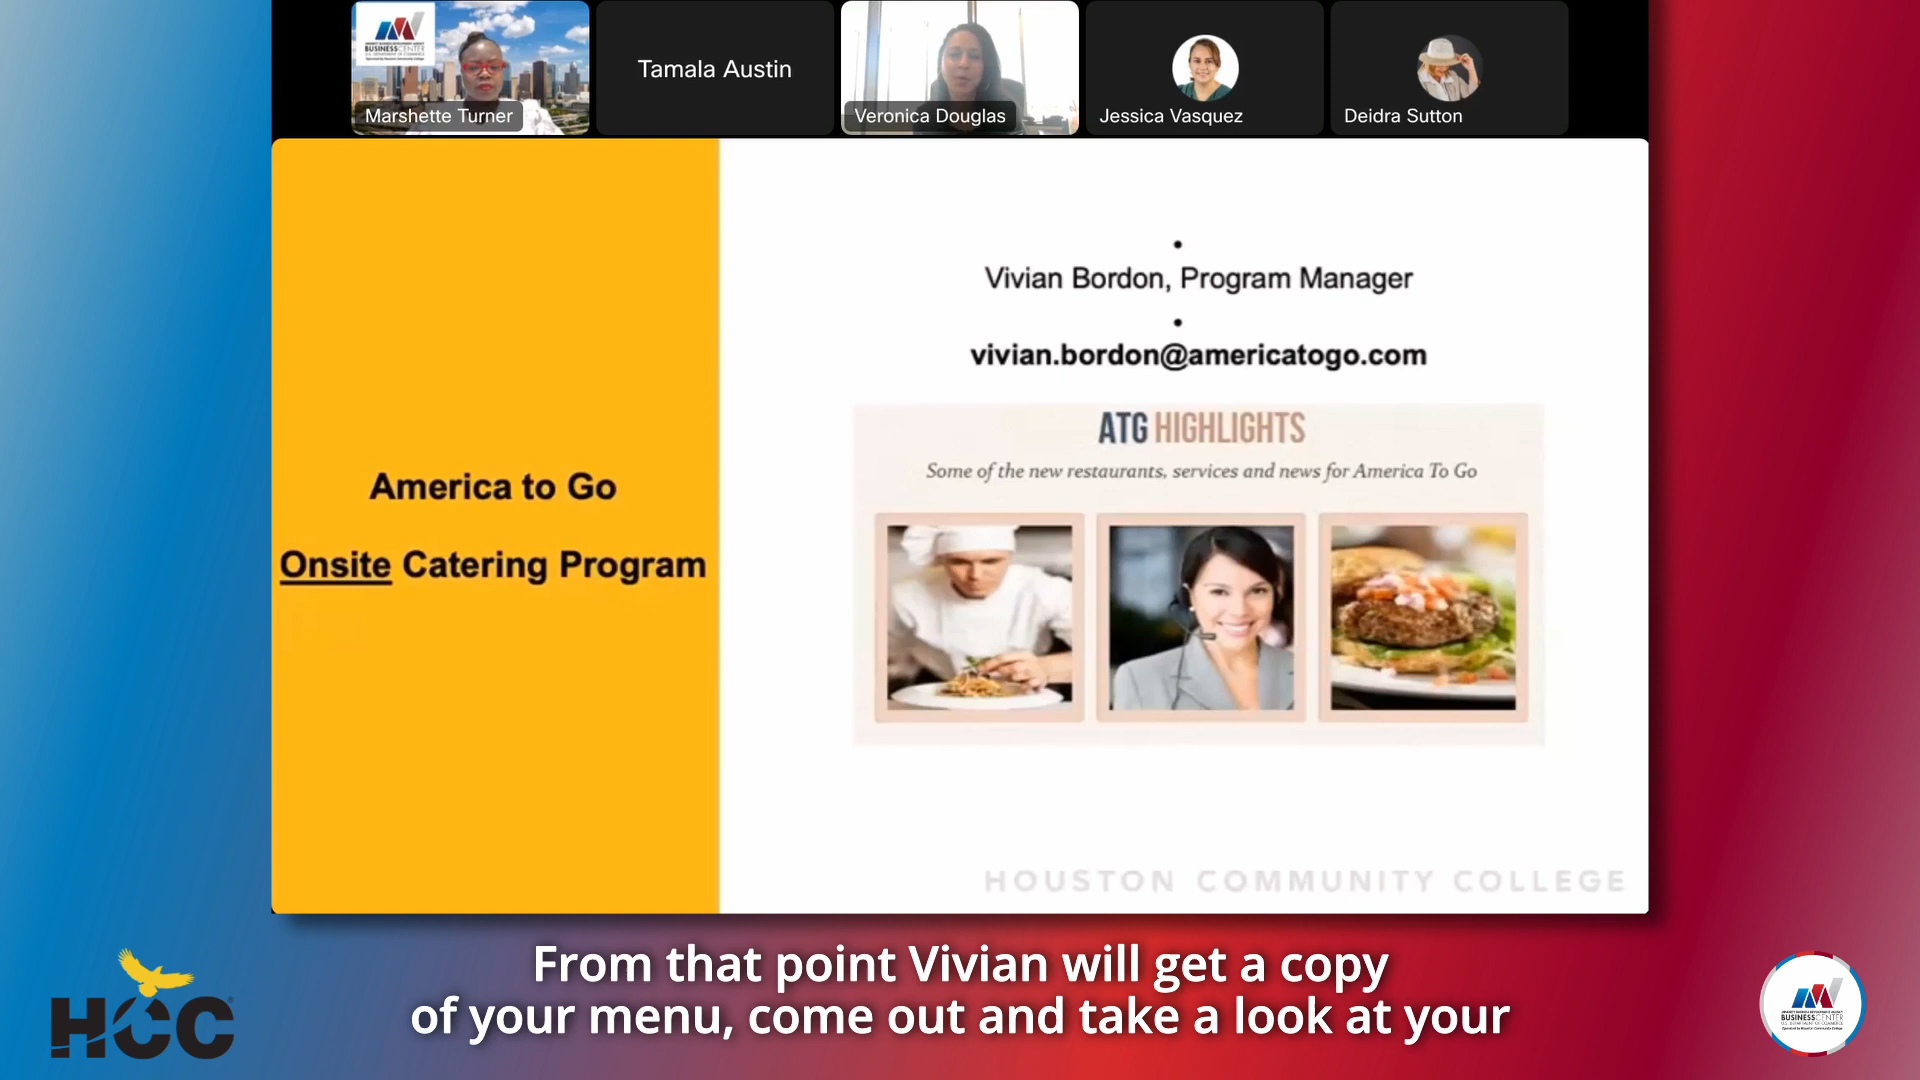 BUSINESSCENTER
Marshette Turner
Tamala Austin
Veronica Douglas
Jessica Vasquez
Deidra Sutton
America to Go
Onsite Catering Program
•
Vivian Bordon, Program Manager
•
vivian.bordon@americatogo.com
ATG HIGHLIGHTS
Some of the new restaurants, services and news for America To Go
HOUSTON COMMUNITY COLLEGE
From that point Vivian will get a copy
of your menu, come out and take a look at your
HCC
BUSINESSCENTER